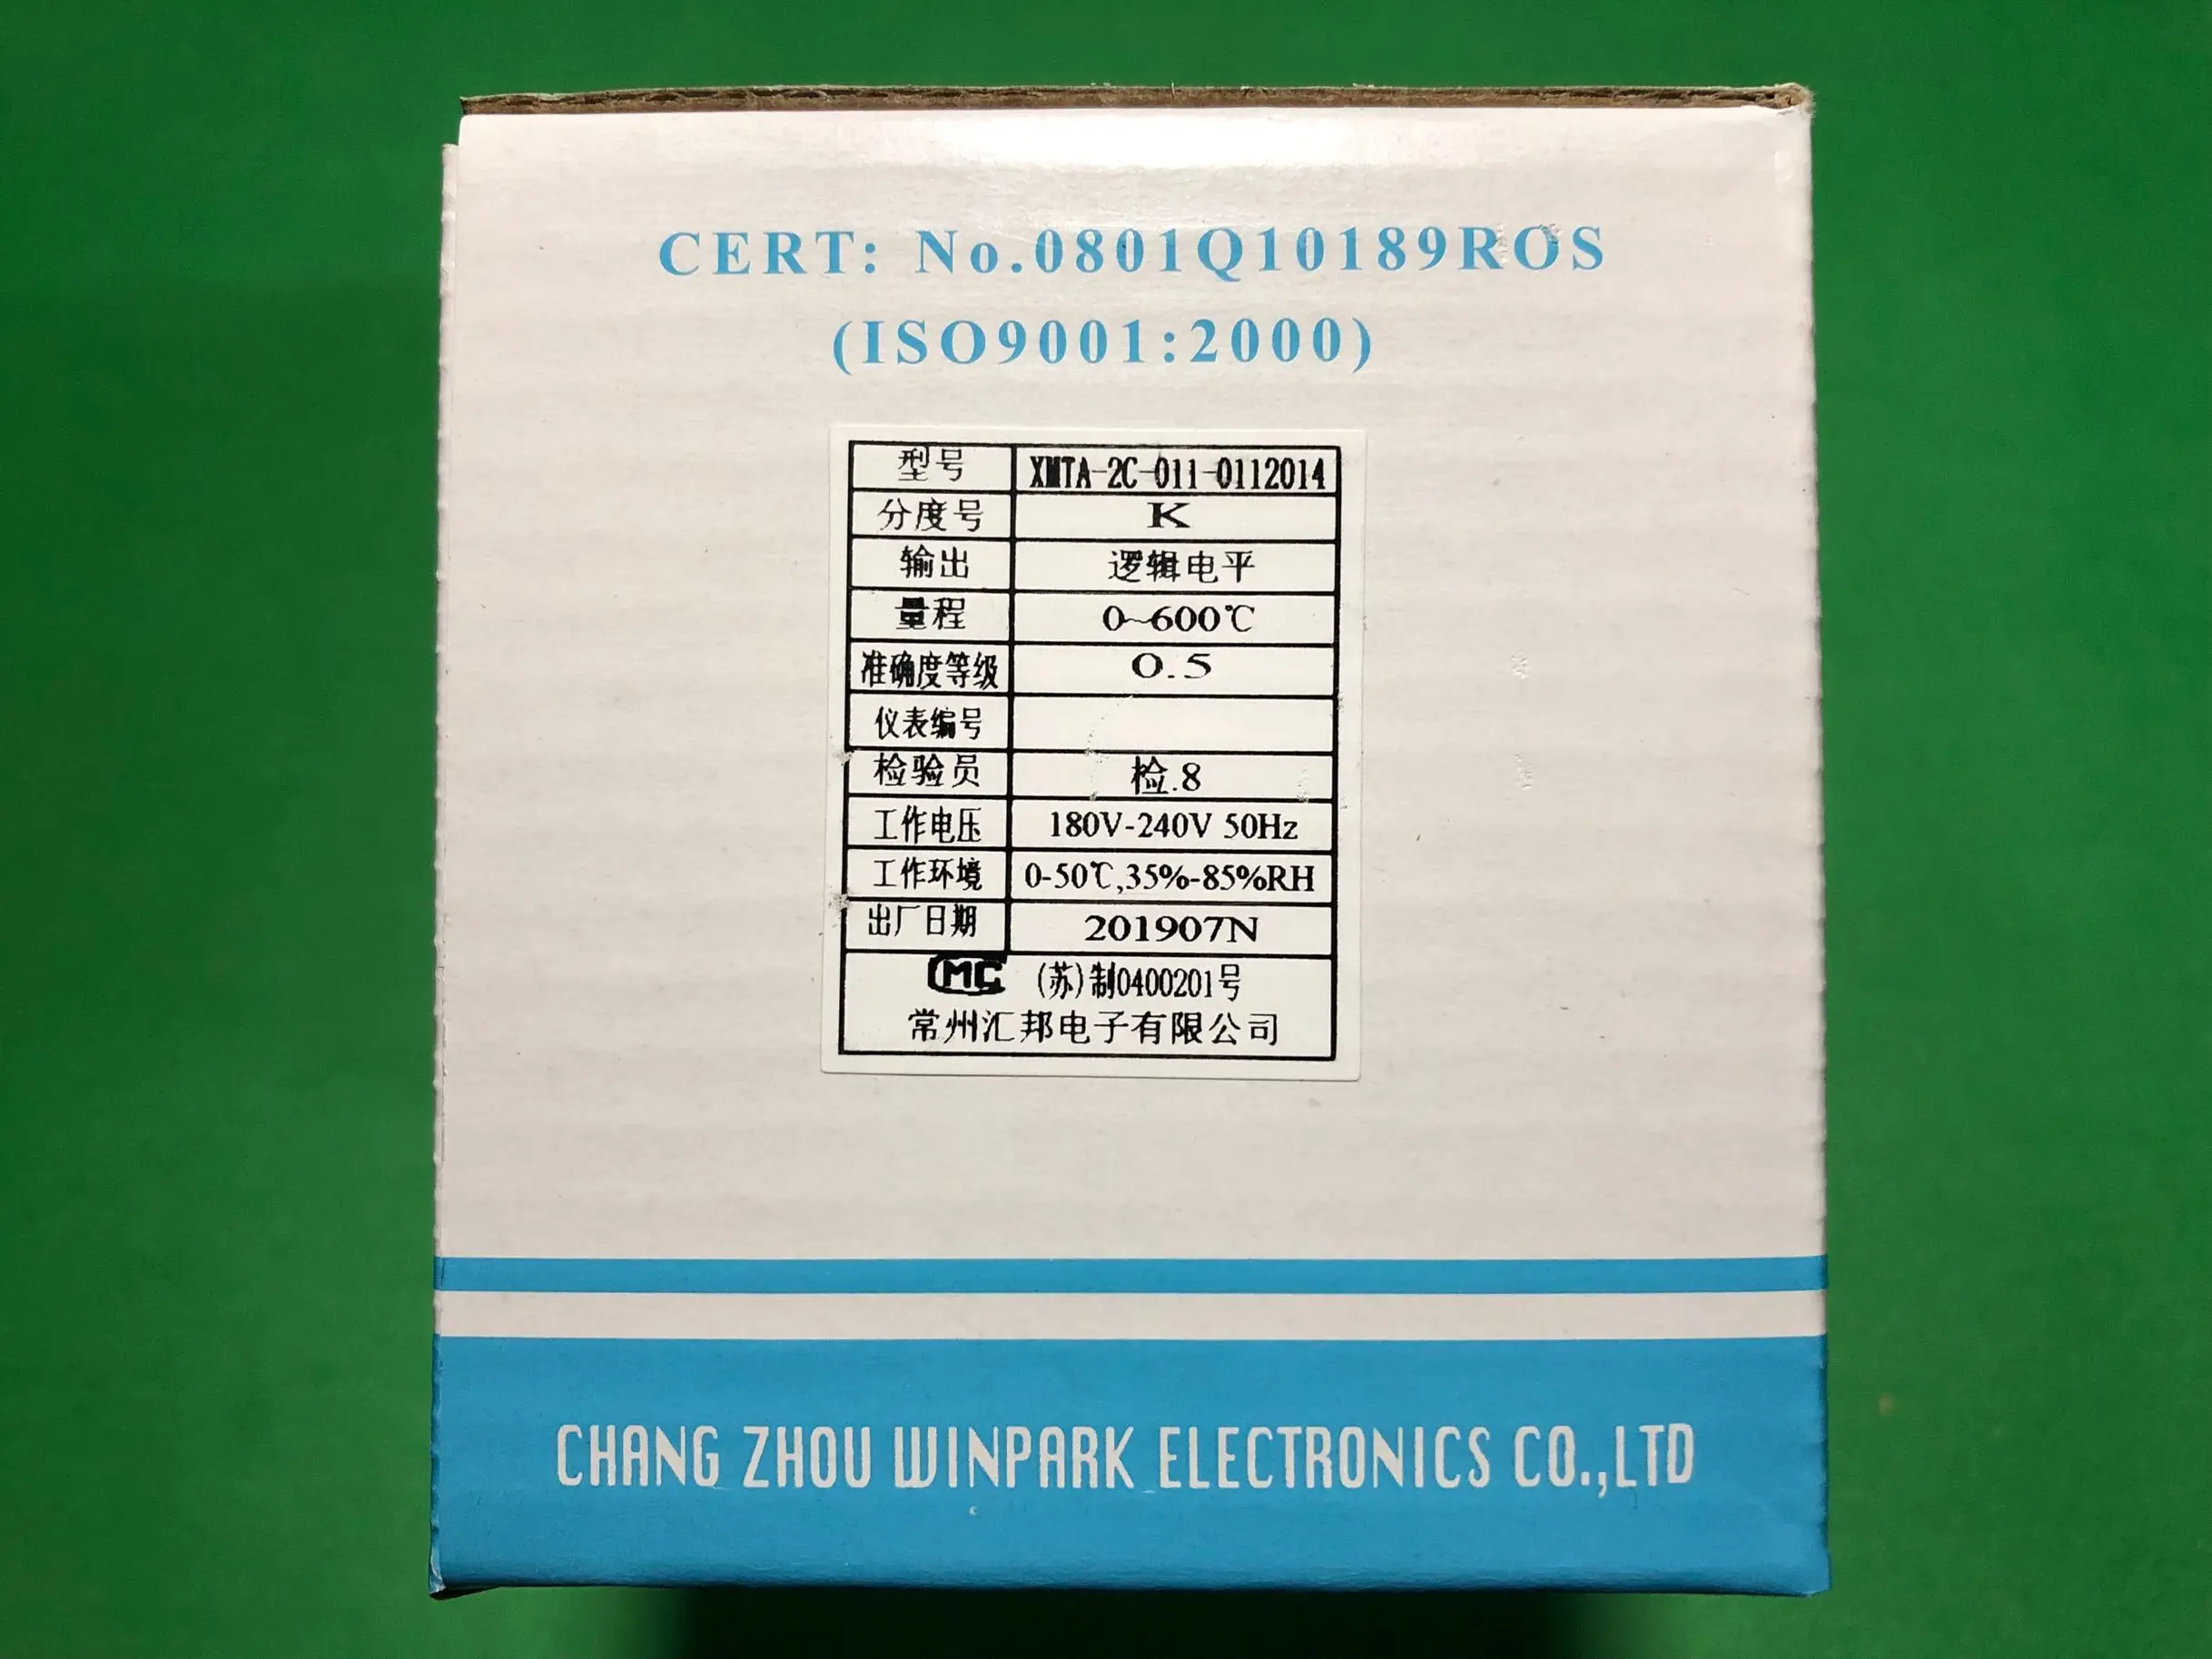 CERT: No.0801Q10189ROS
(ISO9001:2000)
型号 XMTA-2C-011-0112014
分度号 K
输出 逻辑电平
量程 0~600℃
准确度等级 0.5
仪表编号
检验员 检.8
工作电压 180V-240V 50Hz
工作环境 0-50℃,35%-85%RH
出厂日期 201907N
MC (苏)制0400201号
常州汇邦电子有限公司
CHANG ZHOU WINPARK ELECTRONICS CO.,LTD